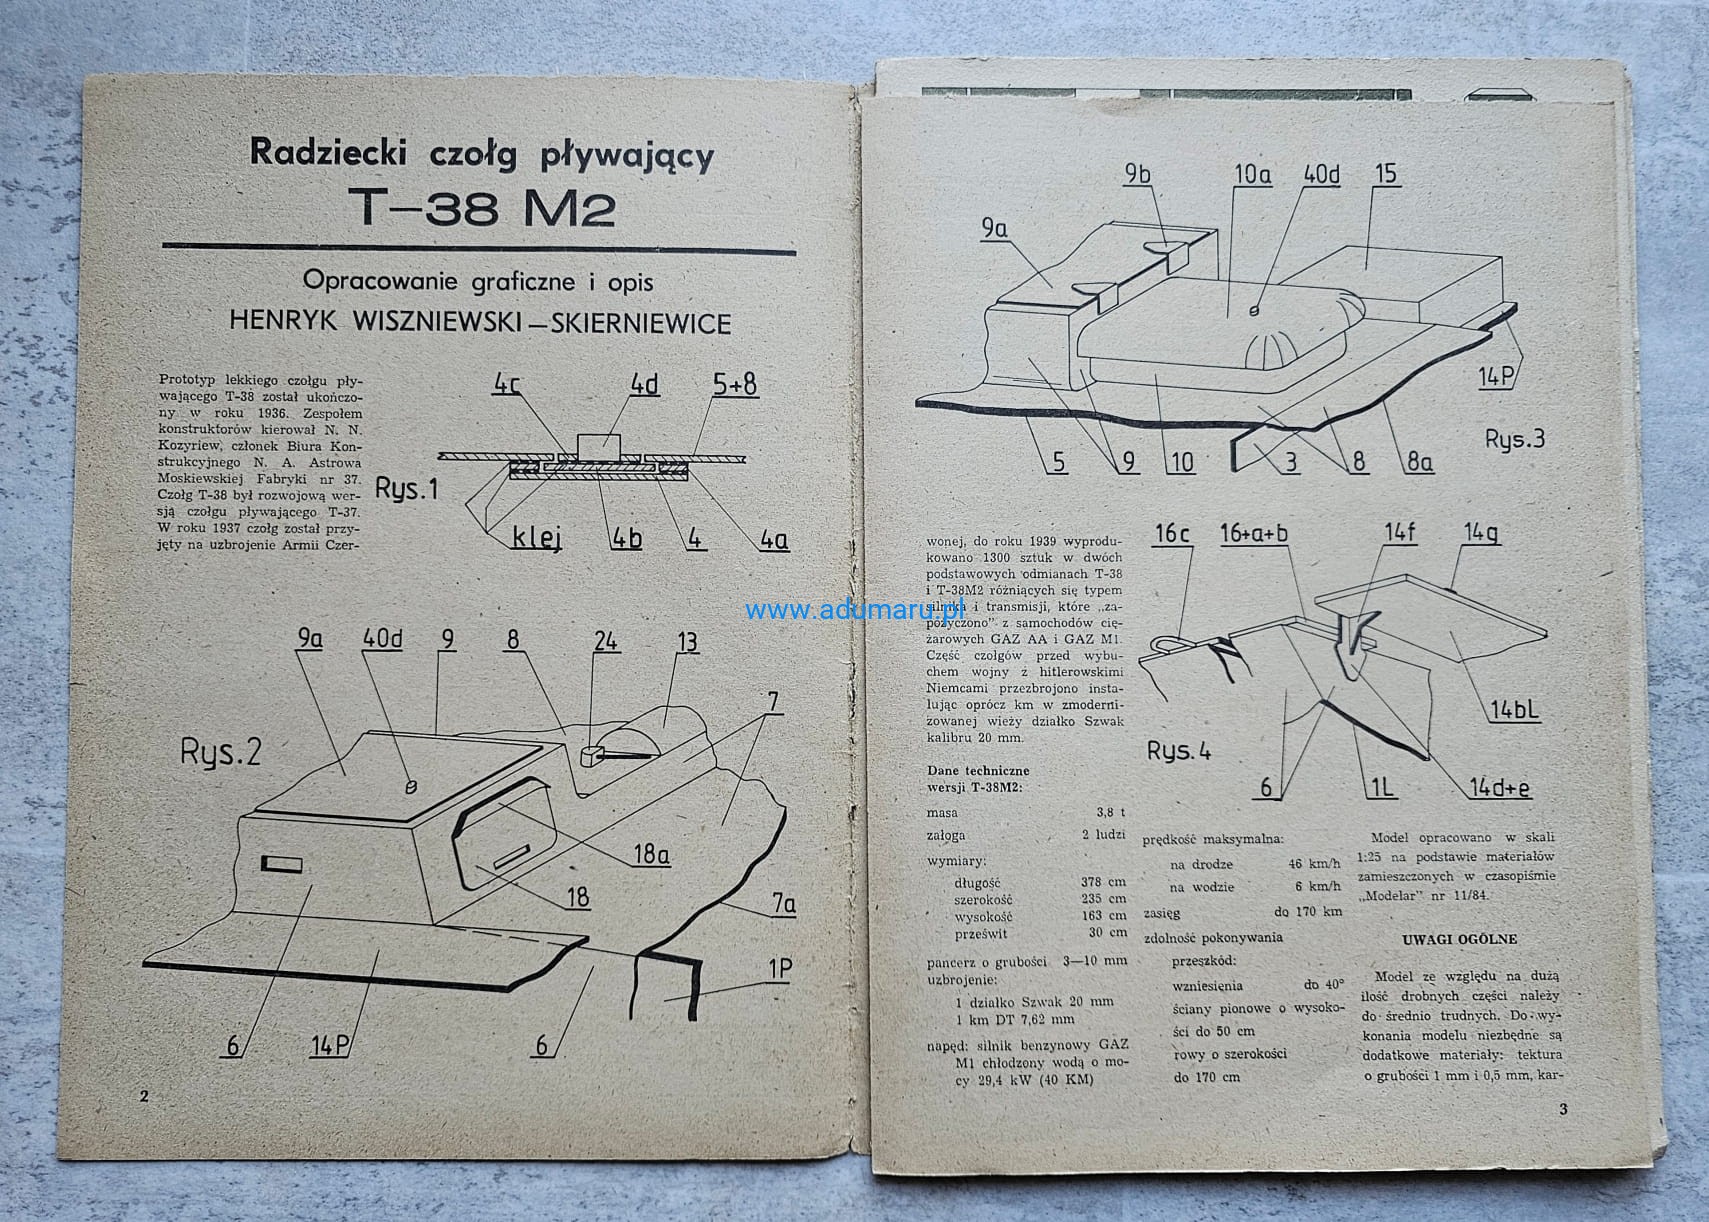 Radziecki czołg pływający
T—38 M2
Opracowanie graficzne i opis
HENRYK WISZNIEWSKI — SKIERNIEWICE
Prototyp lekkiego czołgu pły-
wającego T-38 został ukończo-
ny w roku 1936. Zespołem
konstruktorów kierował N. N.
Kozyriew, członek Biura Kon-
strukcyjnego N. A. Astrowa
Moskiewskiej Fabryki nr 37.
Czołg T-38 był rozwojową wer-
sją czołgu pływającego T-37.
W roku 1937 czołg został przy-
jęty na uzbrojenie Armii Czer-
4c 4d 5+8
Rys.1
klej 4b 4 4a
9a 40d 9 8 24 13
7
Rys.2
18a
18
7a
1P
6 14P 6
2
9b 10a 40d 15
9a
14P
Rys.3
5 9 10 3 8 8a
wonej, do roku 1939 wyprodu-
kowano 1300 sztuk w dwóch
podstawowych odmianach T-38
i T-38M2 różniących się typem
silnika i transmisji, które „za-
pożyczono” z samochodów cię-
żarowych GAZ AA i GAZ M1.
Część czołgów przed wybu-
chem wojny z hitlerowskimi
Niemcami przezbrojono insta-
lując oprócz km w zmoderni-
zowanej wieży działko Szwak
kalibru 20 mm.
www.adumaru.pl
16c 16+a+b 14f 14g
14bL
Rys.4
6 1L 14d+e
Dane techniczne
wersji T-38M2:
masa 3,8 t
załoga 2 ludzi
wymiary:
długość 378 cm
szerokość 235 cm
wysokość 163 cm
prześwit 30 cm
pancerz o grubości 3—10 mm
uzbrojenie:
1 działko Szwak 20 mm
1 km DT 7,62 mm
napęd: silnik benzynowy GAZ
M1 chłodzony wodą o mo-
cy 29,4 kW (40 KM)
prędkość maksymalna:
na drodze 46 km/h
na wodzie 6 km/h
zasięg do 170 km
zdolność pokonywania
przeszkód:
wzniesienia do 40°
ściany pionowe o wysoko-
ści do 50 cm
rowy o szerokości
do 170 cm
Model opracowano w skali
1:25 na podstawie materiałów
zamieszczonych w czasopiśmie
„Modelar” nr 11/84.
UWAGI OGÓLNE
Model ze względu na dużą
ilość drobnych części należy
do średnio trudnych. Do wy-
konania modelu niezbędne są
dodatkowe materiały: tektura
o grubości 1 mm i 0,5 mm, kar-
3